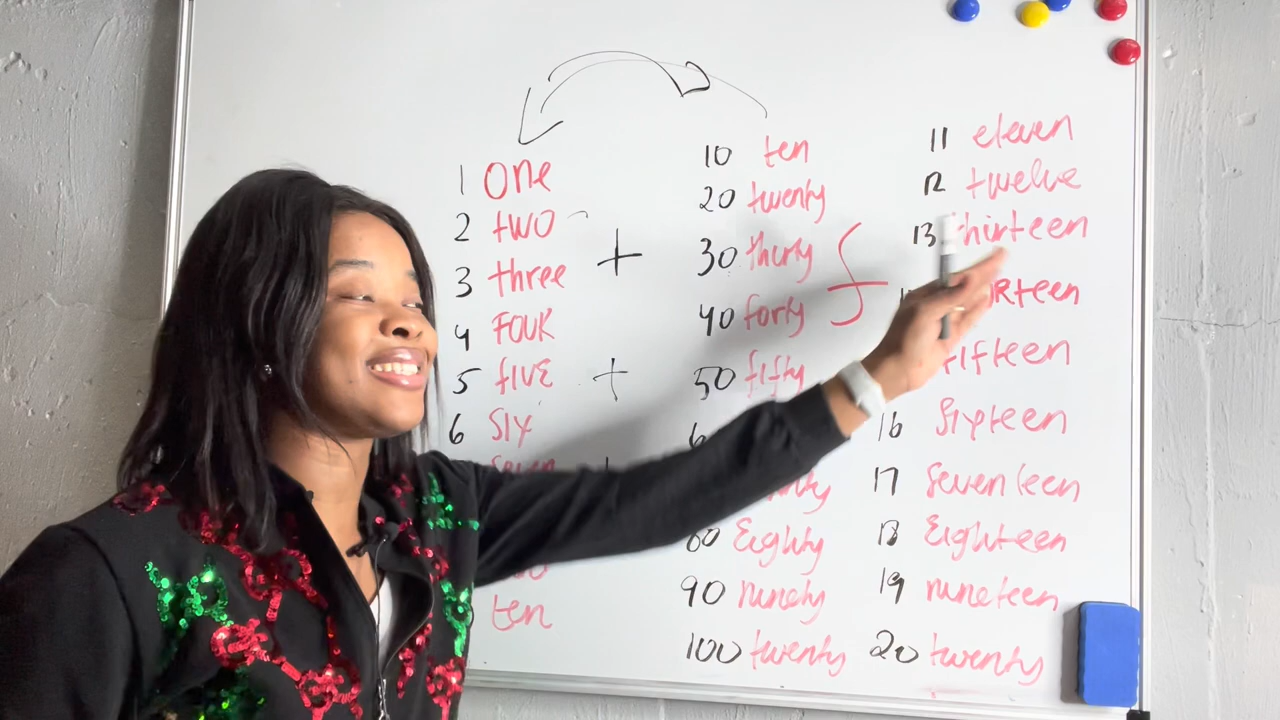 1 one
2 two
3 three
4 FOUR
5 fIVE
6 SIX
seven
ten
+
+
10 ten
20 twenty
30 thirty
40 forty
50 fifty
6
80 Eighty
90 ninety
100 twenty
11 eleven
12 twelve
13 thirteen
fifteen
16 Sixteen
17 Seventeen
18 Eighteen
19 nineteen
20 twenty